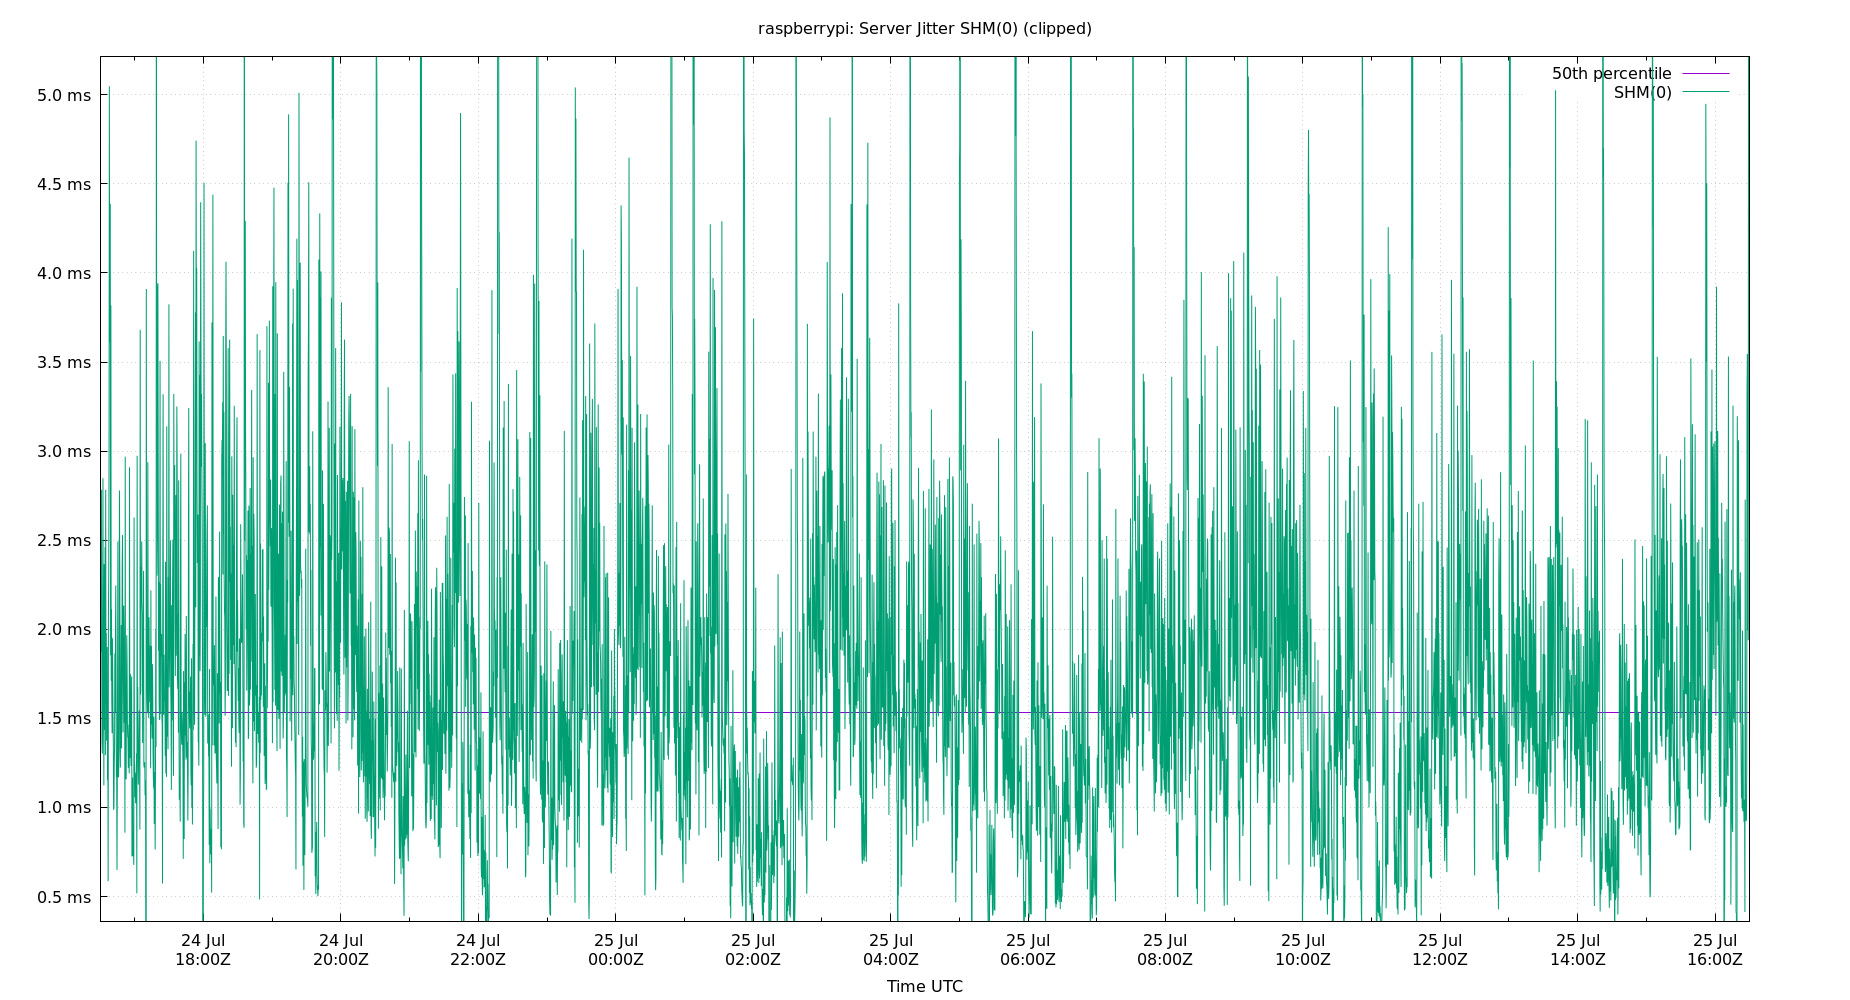 raspberrypi: Server Jitter SHM(0) (clipped)
50th percentile
SHM(0)
5.0 ms
4.5 ms
4.0 ms
3.5 ms
3.0 ms
2.5 ms
2.0 ms
1.5 ms
1.0 ms
0.5 ms
24 Jul 24 Jul 24 Jul 25 Jul 25 Jul 25 Jul 25 Jul 25 Jul 25 Jul 25 Jul 25 Jul 25 Jul
18:00Z 20:00Z 22:00Z 00:00Z 02:00Z 04:00Z 06:00Z 08:00Z 10:00Z 12:00Z 14:00Z 16:00Z
Time UTC